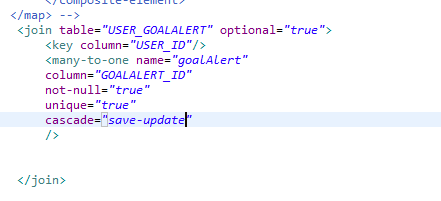 </composite-element>
</map> -->
<join table="USER_GOALALERT" optional="true">
<key column="USER_ID"/>
<many-to-one name="goalAlert"
column="GOALALERT_ID"
not-null="true"
unique="true"
cascade="save-update"
/>
</join>